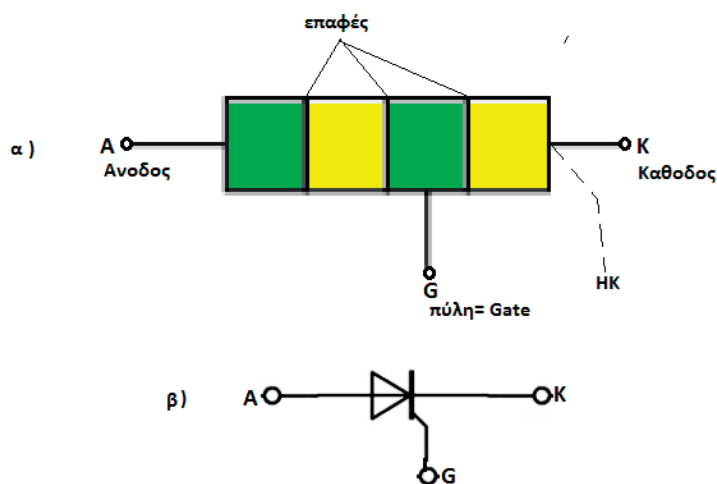 επαφές
α )
A
Ανοδος
K
Καθοδος
G
πύλη= Gate
HK
β )
A
K
G